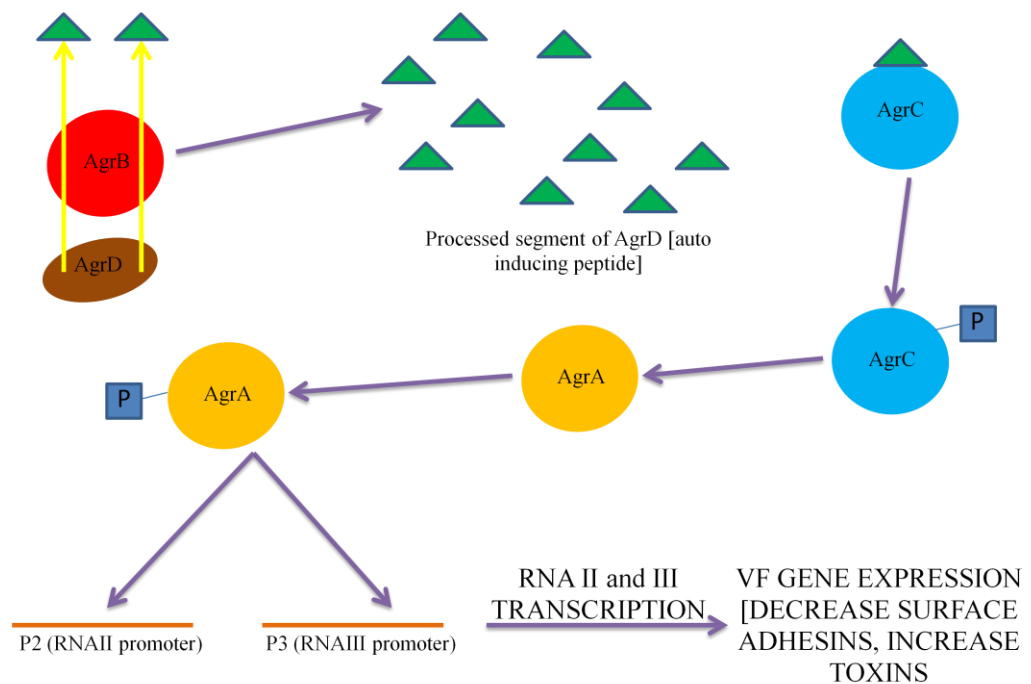 AgrB
AgrD
Processed segment of AgrD [auto
inducing peptide]
AgrC
P
AgrC
AgrA
P
AgrA
P2 (RNAII promoter)
P3 (RNAIII promoter)
RNA II and III
TRANSCRIPTION
VF GENE EXPRESSION
[DECREASE SURFACE
ADHESINS, INCREASE
TOXINS